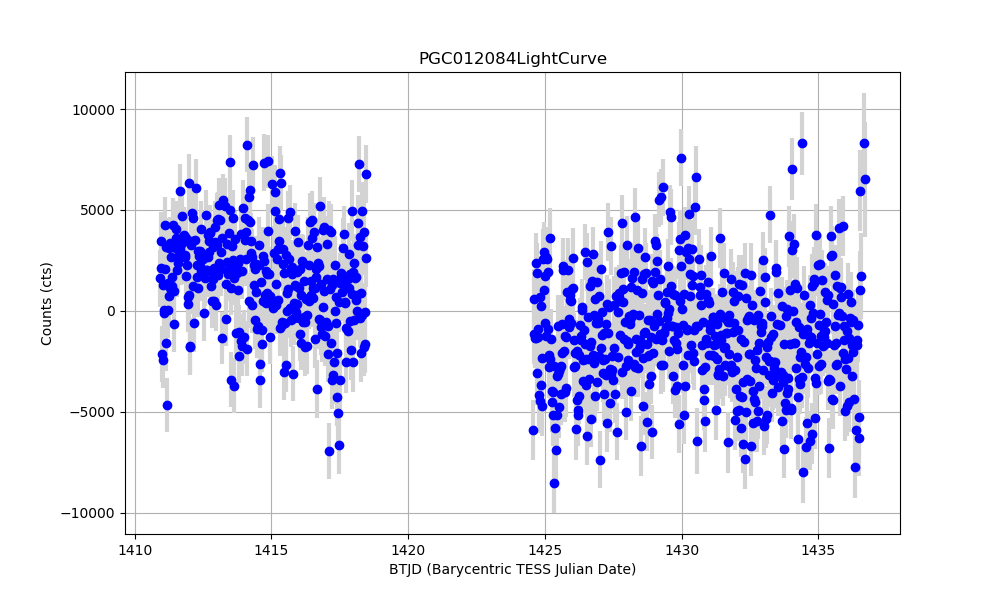 PGC012084LightCurve
10000
5000
0
−5000
−10000
Counts (cts)
1410 1415 1420 1425 1430 1435
BTJD (Barycentric TESS Julian Date)